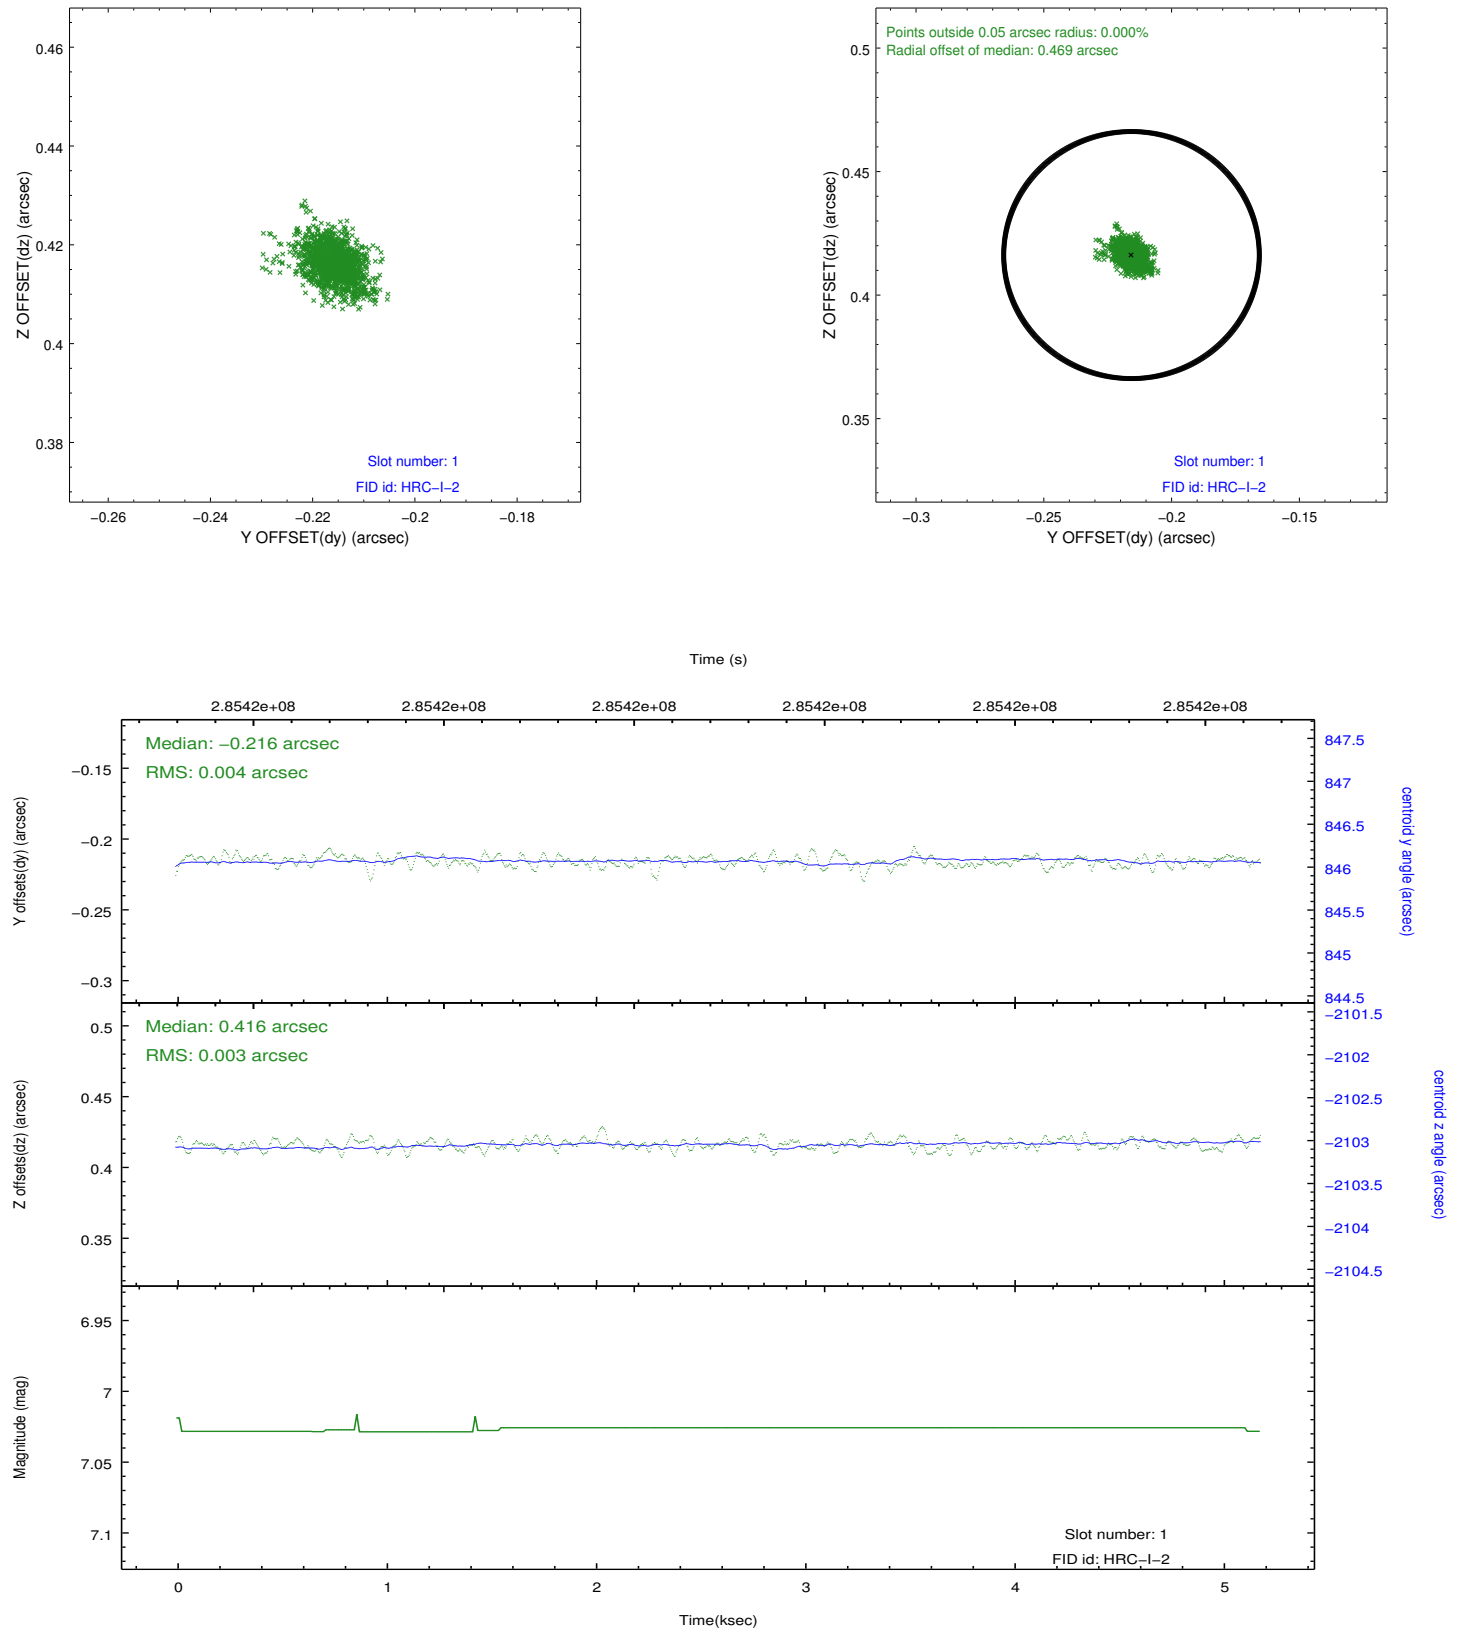 0.46
0.44
0.42
0.4
0.38
Z OFFSET(dz) (arcsec)
Slot number: 1
FID id: HRC−I−2
−0.26 −0.24 −0.22 −0.2 −0.18
Y OFFSET(dy) (arcsec)
Points outside 0.05 arcsec radius: 0.000%
Radial offset of median: 0.469 arcsec
0.5
0.45
0.4
0.35
Z OFFSET(dz) (arcsec)
Slot number: 1
FID id: HRC−I−2
−0.3 −0.25 −0.2 −0.15
Y OFFSET(dy) (arcsec)
Time (s)
2.8542e+08 2.8542e+08 2.8542e+08 2.8542e+08 2.8542e+08 2.8542e+08
Median: −0.216 arcsec
RMS: 0.004 arcsec
−0.15
−0.2
−0.25
−0.3
Y offsets(dy) (arcsec)
847.5
847
846.5
846
845.5
845
844.5
centroid y angle (arcsec)
Median: 0.416 arcsec
RMS: 0.003 arcsec
0.5
0.45
0.4
0.35
Z offsets(dz) (arcsec)
−2101.5
−2102
−2102.5
−2103
−2103.5
−2104
−2104.5
centroid z angle (arcsec)
6.95
7
7.05
7.1
Magnitude (mag)
Slot number: 1
FID id: HRC−I−2
0 1 2 3 4 5
Time(ksec)